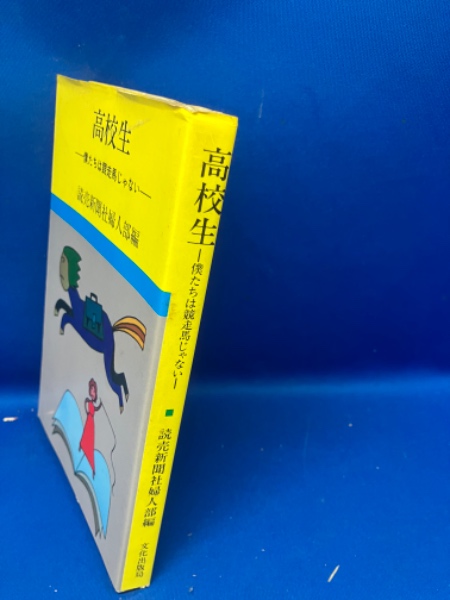 高校生
―僕たちは競走馬じゃない―
読売新聞社婦人部編
高校生
―僕たちは競走馬じゃない―
■読売新聞社婦人部編
文化出版局